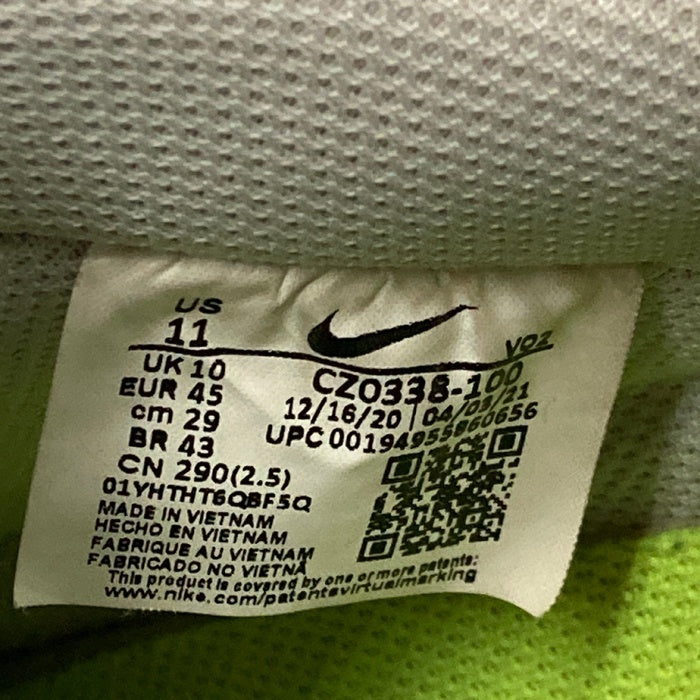 US
11
VQZ
UK 10
EUR 45
cm 29
BR 43
CN 290(2.5)
01YHTHT6QBF5Q
CZ0338-100
12/16/20 | 04/03/21
UPC 00194955860656
MADE IN VIETNAM
HECHO EN VIETNAM
FABRIQUE AU VIETNAM
FABRICADO NO VIETNÃ
This product is covered by one or more patents:
www.nike.com/patentsvirtualmarking